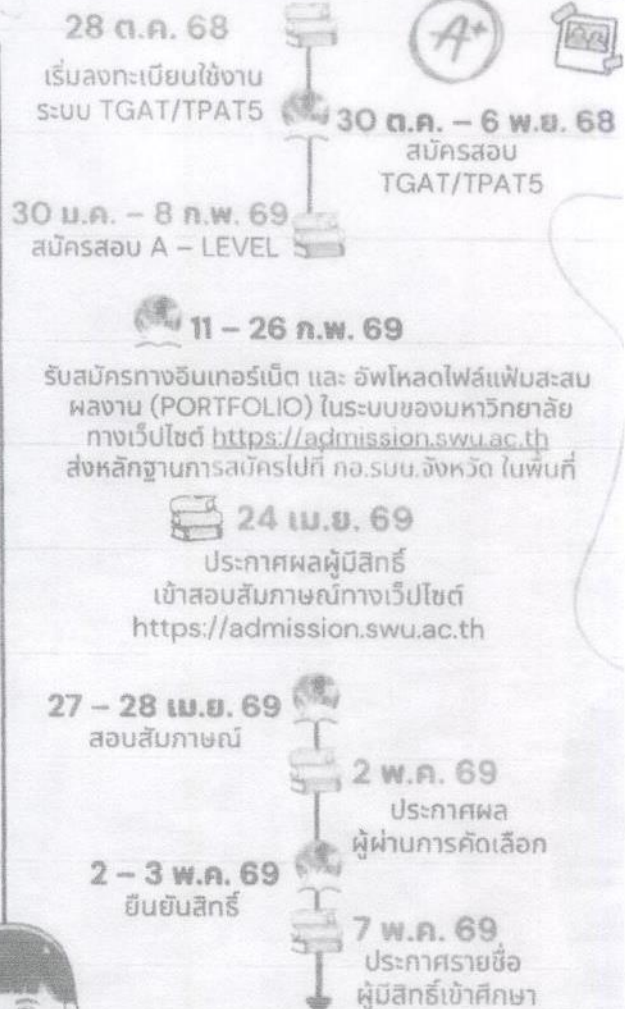 28 ต.ค. 68
เริ่มลงทะเบียนใช้งาน
ระบบ TGAT/TPAT5
A+
30 ต.ค. – 6 พ.ย. 68
สมัครสอบ
TGAT/TPAT5
30 ม.ค. – 8 ก.พ. 69
สมัครสอบ A – LEVEL
11 – 26 ก.พ. 69
รับสมัครทางอินเทอร์เน็ต และ อัพโหลดไฟล์แฟ้มสะสม
ผลงาน (PORTFOLIO) ในระบบของมหาวิทยาลัย
ทางเว็ปไซต์ https://admission.swu.ac.th
ส่งหลักฐานการสมัครไปที่ กอ.รมน.จังหวัด ในพื้นที่
24 เม.ย. 69
ประกาศผลผู้มีสิทธิ์
เข้าสอบสัมภาษณ์ทางเว็ปไซต์
https://admission.swu.ac.th
27 – 28 เม.ย. 69
สอบสัมภาษณ์
2 พ.ค. 69
ประกาศผล
ผู้ผ่านการคัดเลือก
2 – 3 พ.ค. 69
ยืนยันสิทธิ์
7 พ.ค. 69
ประกาศรายชื่อ
ผู้มีสิทธิ์เข้าศึกษา